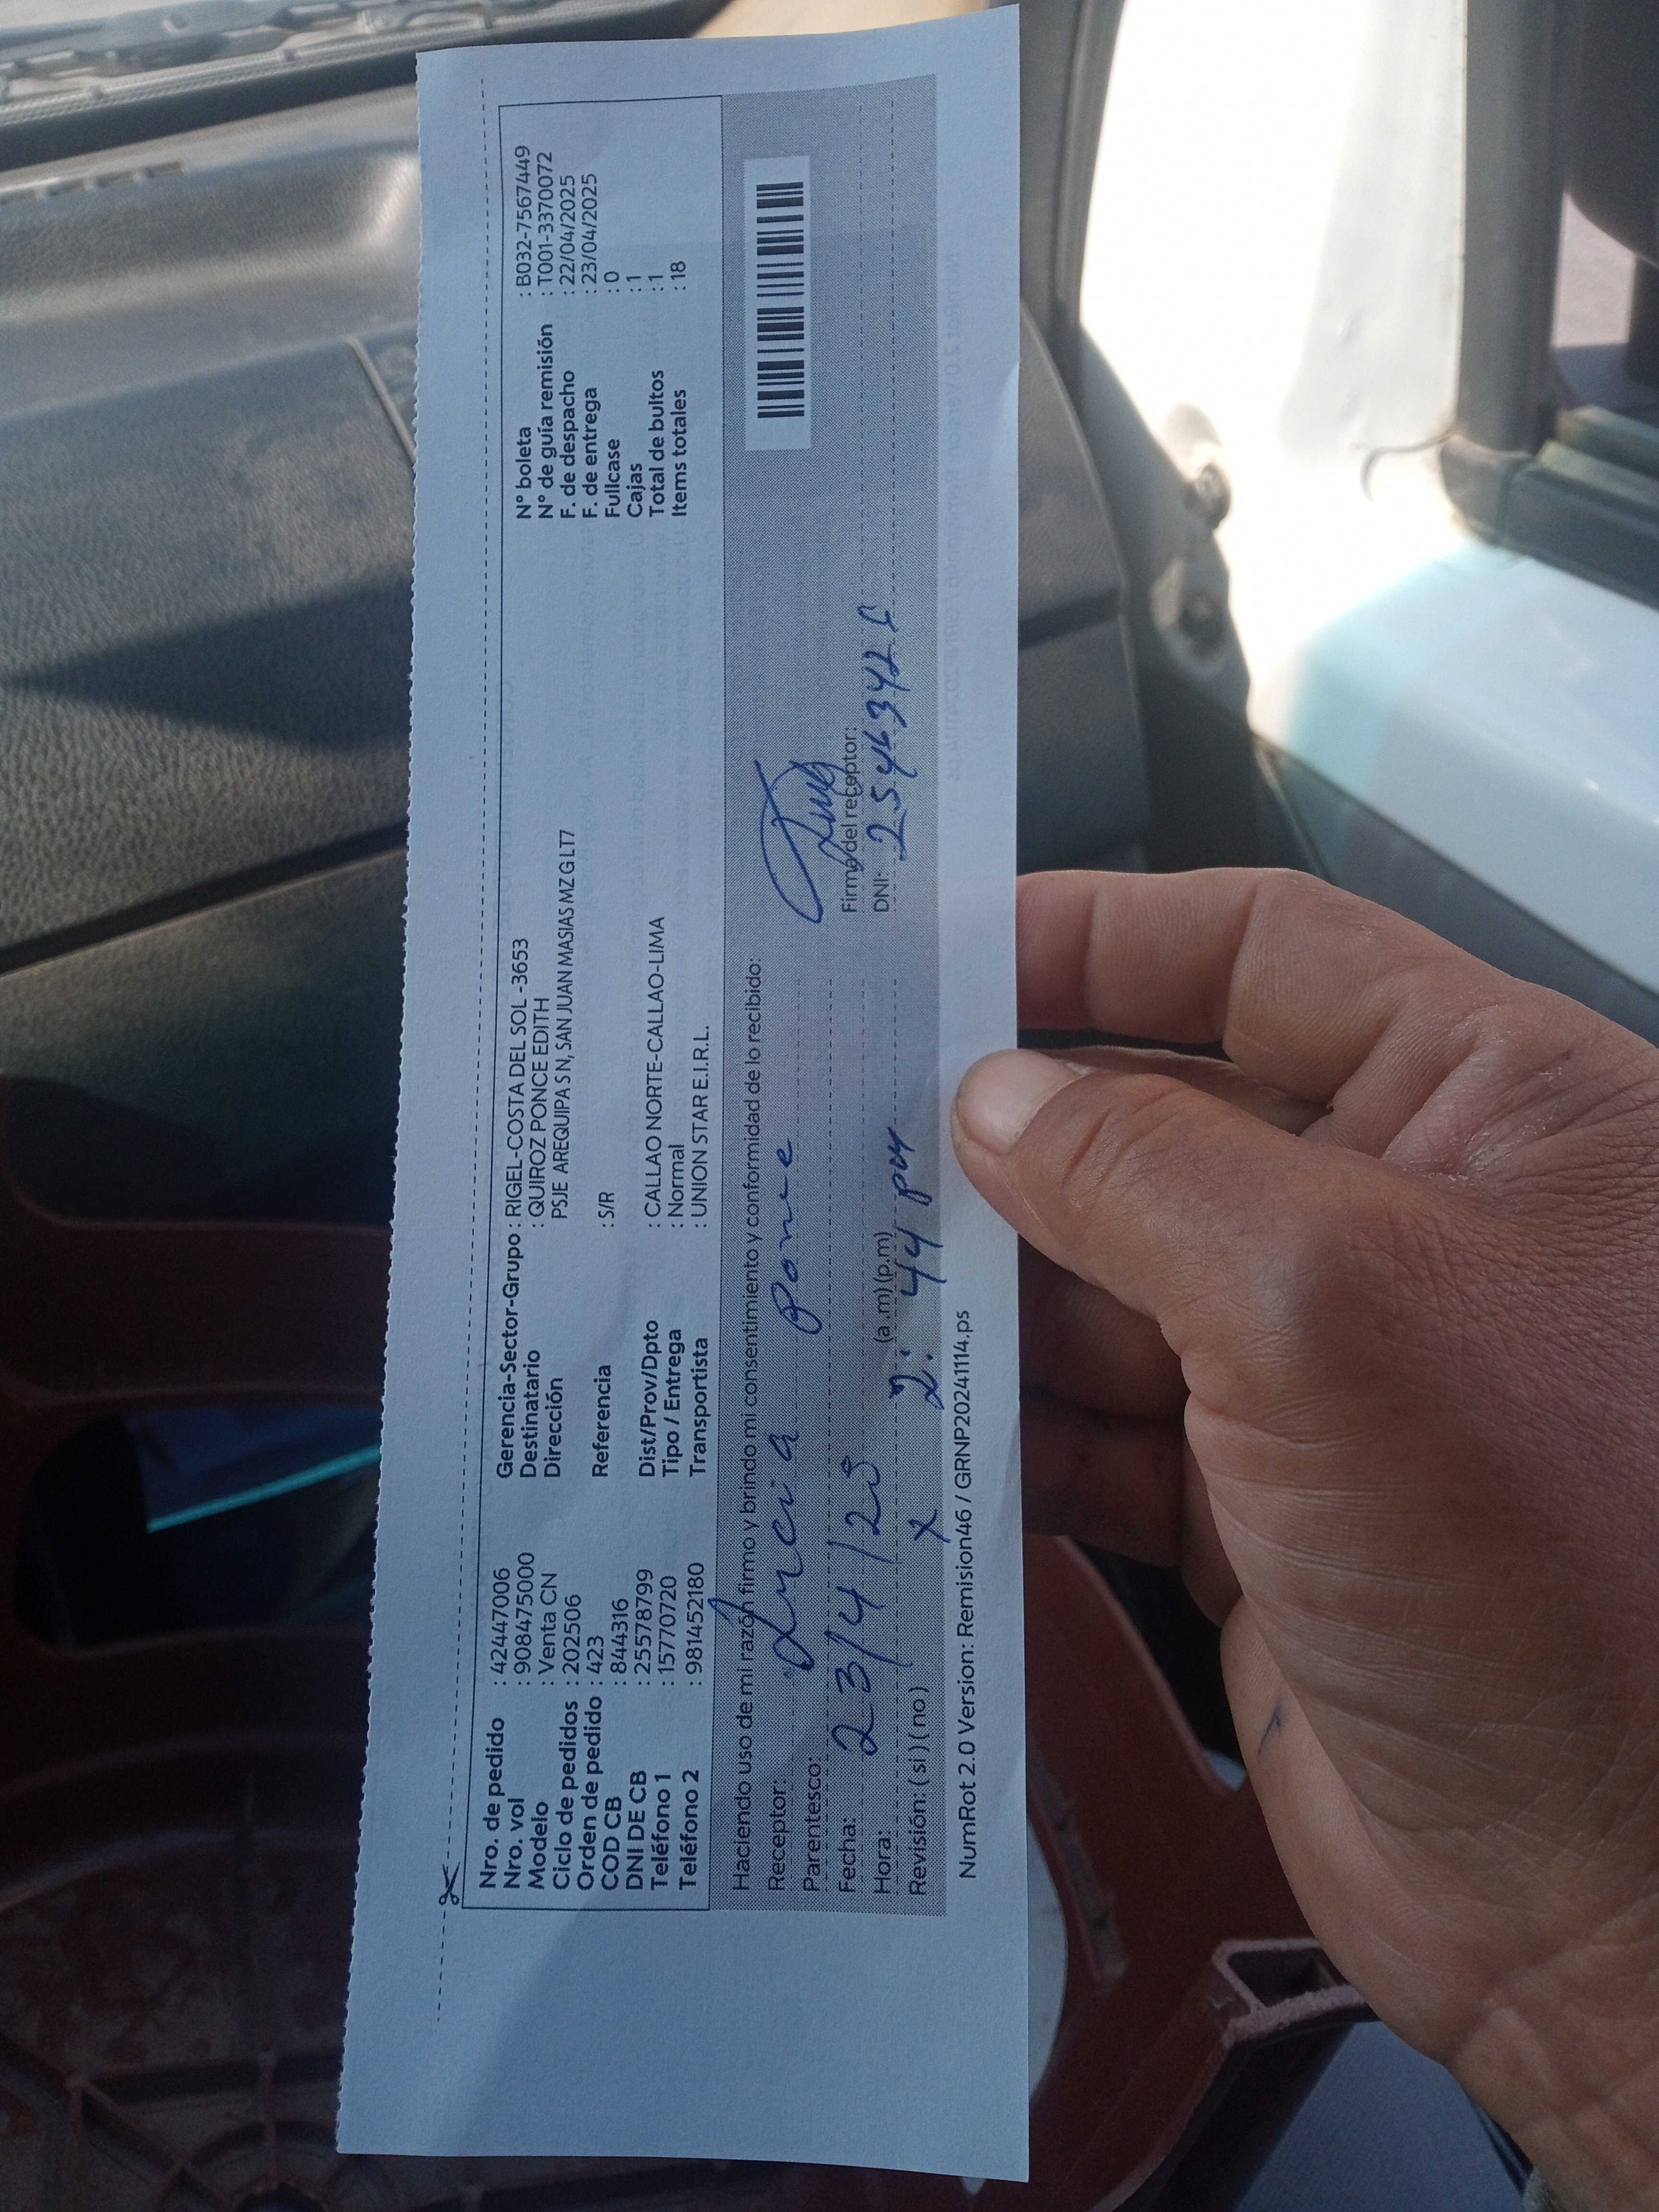 Nro. de pedido : 42447006
Nro. vol : 908475000
Modelo : Venta CN
Ciclo de pedidos : 202506
Orden de pedido : 423
COD CB : 844316
DNI DE CB : 25578799
Teléfono 1 : 15770720
Teléfono 2 : 981452180
Gerencia-Sector-Grupo : RIGEL-COSTA DEL SOL -3653
Destinatario : QUIROZ PONCE EDITH
Dirección PSJE AREQUIPA S N, SAN JUAN MASIAS MZ G LT7
Referencia : S/R
Dist/Prov/Dpto : CALLAO NORTE-CALLAO-LIMA
Tipo / Entrega : Normal
Transportista : UNION STAR E.I.R.L.
N° boleta : B032-7567449
N° de guía remisión : T001-3370072
F. de despacho : 22/04/2025
F. de entrega : 23/04/2025
Fullcase : 0
Cajas : 1
Total de bultos : 1
Items totales : 18
Haciendo uso de mi razón firmo y brindo mi consentimiento y conformidad de lo recibido:
Receptor: Lucia Ponce
Parentesco:
Fecha: 23/4/25
Hora: 2:44 pm (a.m) (p.m)
Revisión: ( si ) ( no ) x
Firma del receptor:
DNI:
NumRot 2.0 Version: Remision46 / GRNP20241114.ps